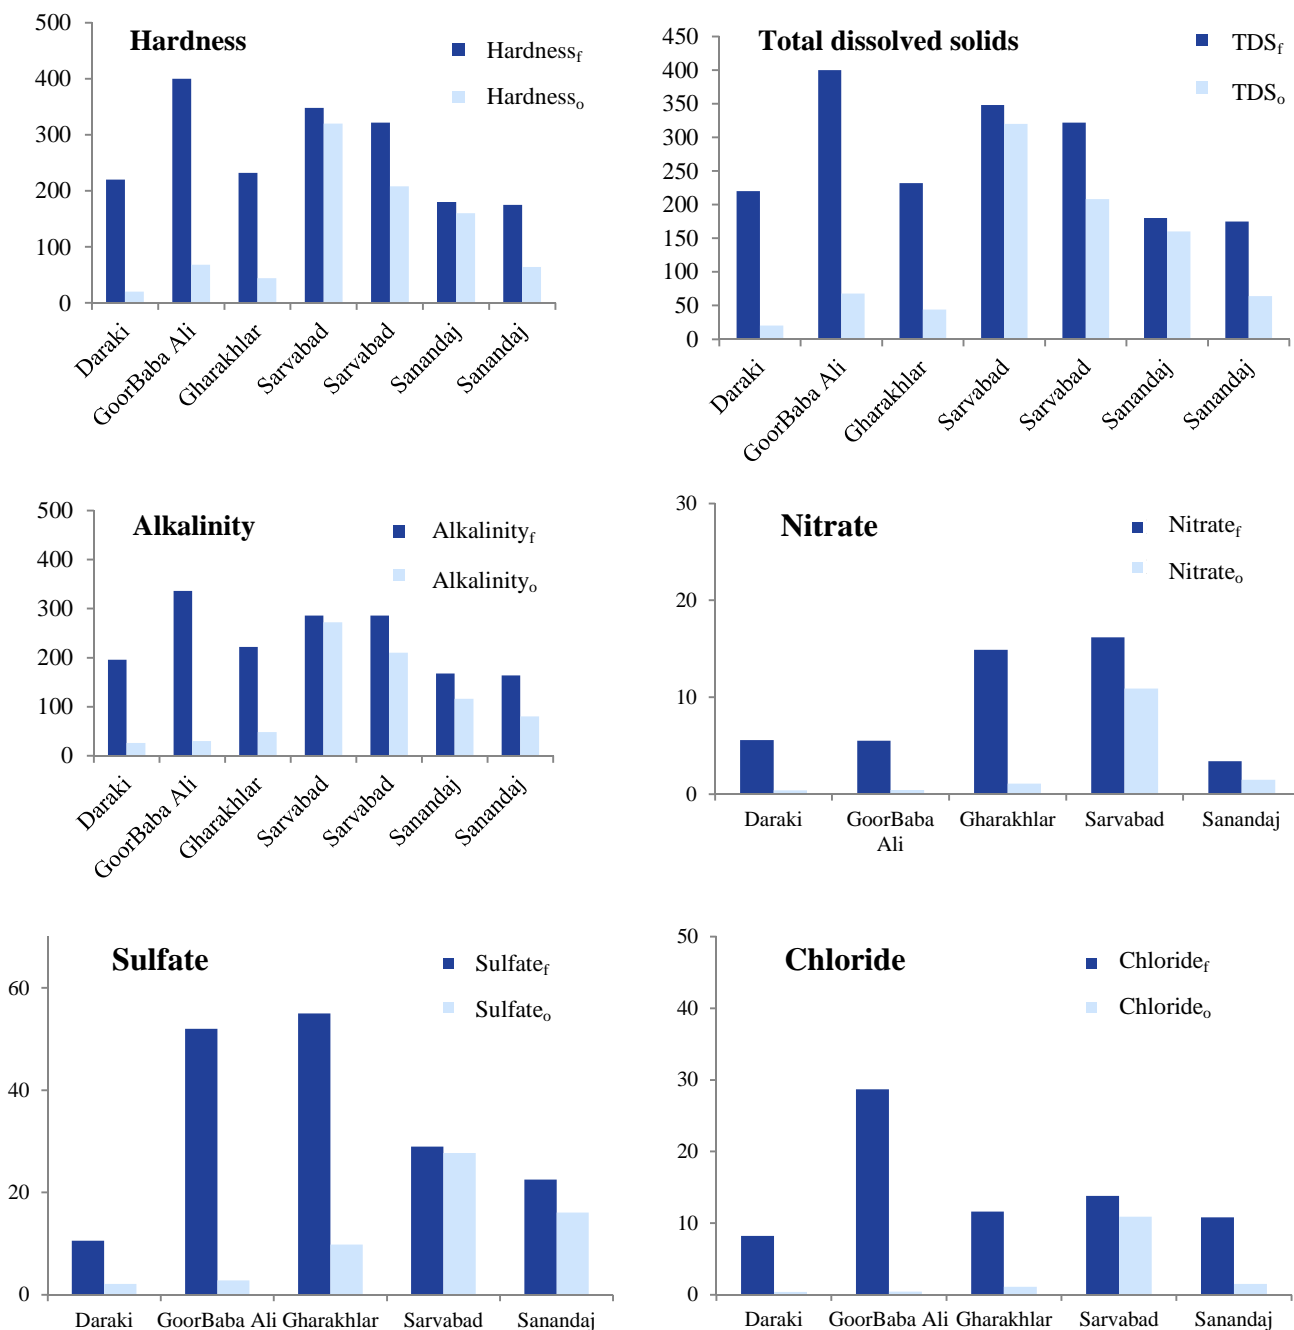 Hardness
Hardnessf
Hardnesso
500
400
300
200
100
0
Daraki
GoorBaba Ali
Gharakhlar
Sarvabad
Sarvabad
Sanandaj
Sanandaj
Total dissolved solids
TDSf
TDSo
450
400
350
300
250
200
150
100
50
0
Daraki
GoorBaba Ali
Gharakhlar
Sarvabad
Sarvabad
Sanandaj
Sanandaj
Alkalinity
Alkalinityf
Alkalinityo
500
400
300
200
100
0
Daraki
GoorBaba Ali
Gharakhlar
Sarvabad
Sarvabad
Sanandaj
Sanandaj
Nitrate
Nitratef
Nitrateo
30
20
10
0
Daraki
GoorBaba
Ali
Gharakhlar
Sarvabad
Sanandaj
Sulfate
Sulfatef
Sulfateo
60
40
20
0
Daraki
GoorBaba Ali
Gharakhlar
Sarvabad
Sanandaj
Chloride
Chloridef
Chlorideo
50
40
30
20
10
0
Daraki
GoorBaba Ali
Gharakhlar
Sarvabad
Sanandaj